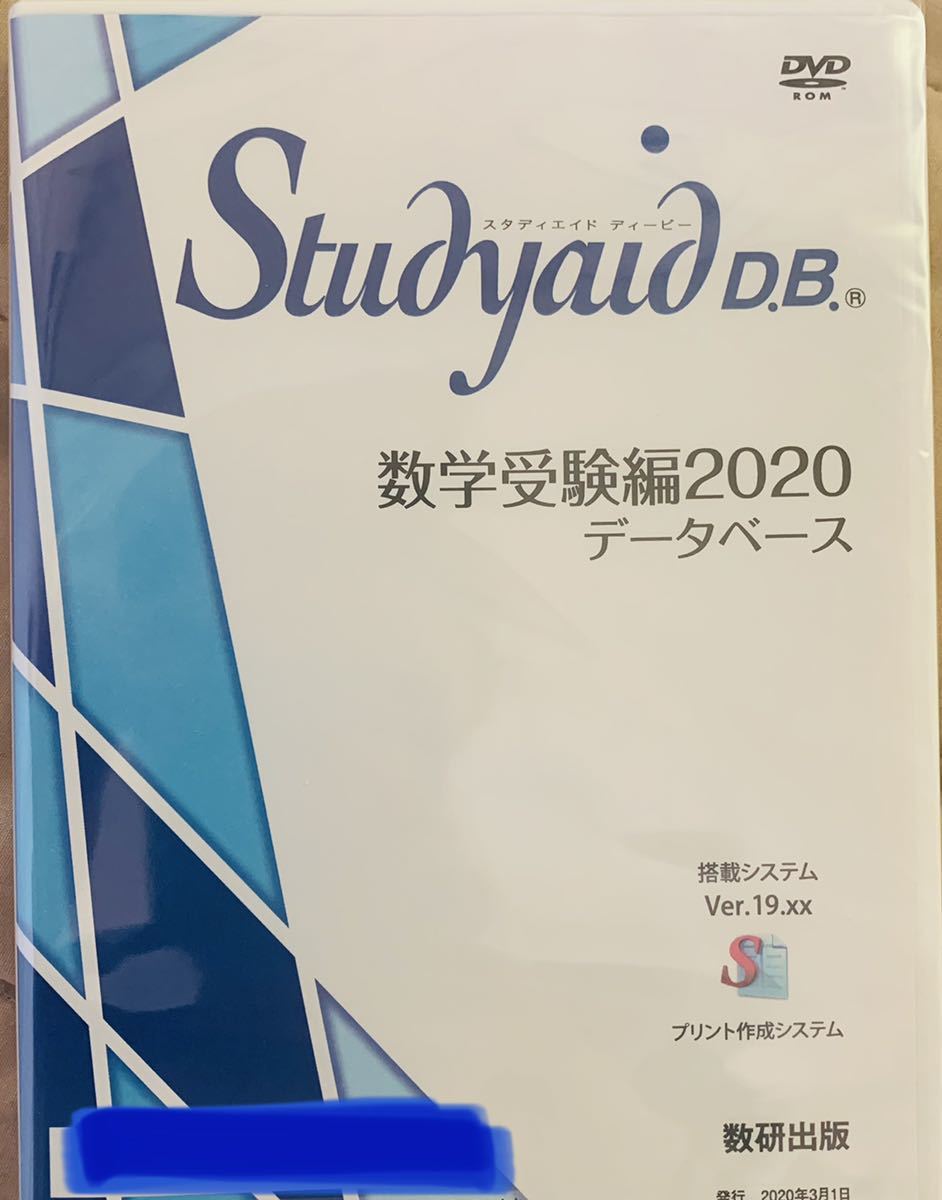 DVD
ROM
スタディエイド ディービー
Studyaid D.B.®
数学受験編2020
データベース
搭載システム
Ver.19.xx
S
プリント作成システム
数研出版
発行 2020年3月1日